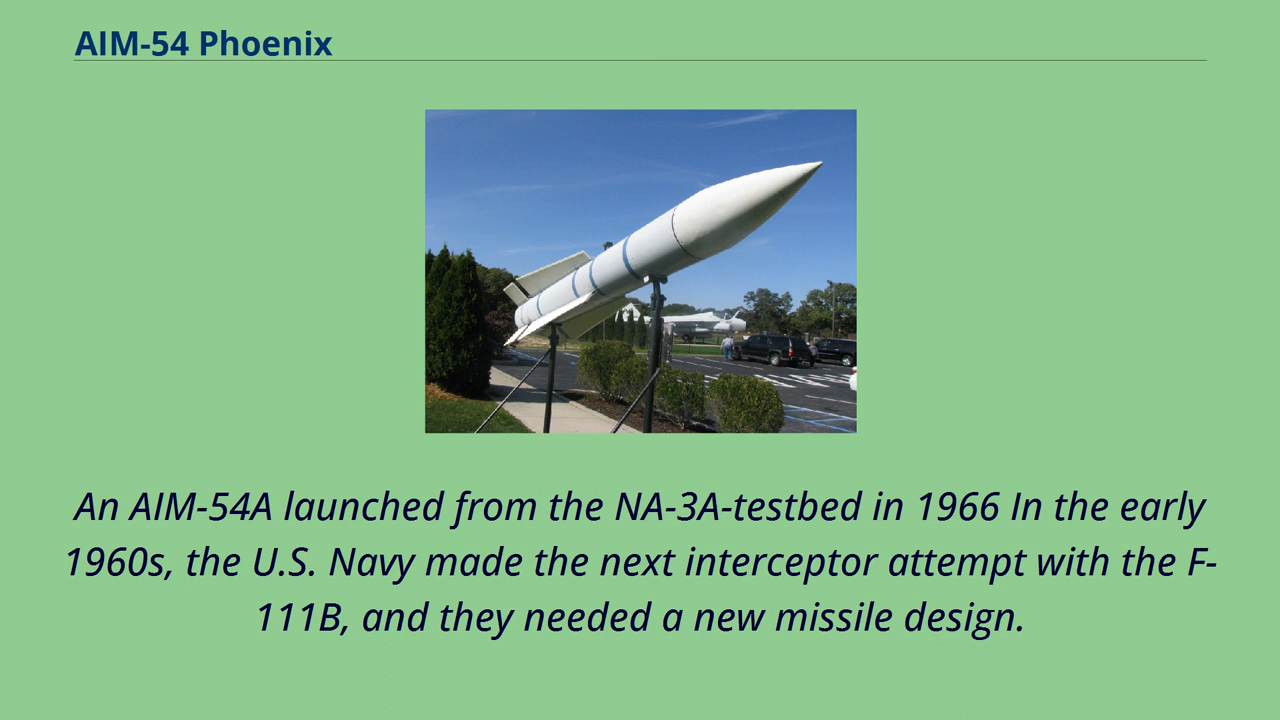 AIM-54 Phoenix
An AIM-54A launched from the NA-3A-testbed in 1966 In the early
1960s, the U.S. Navy made the next interceptor attempt with the F-
111B, and they needed a new missile design.